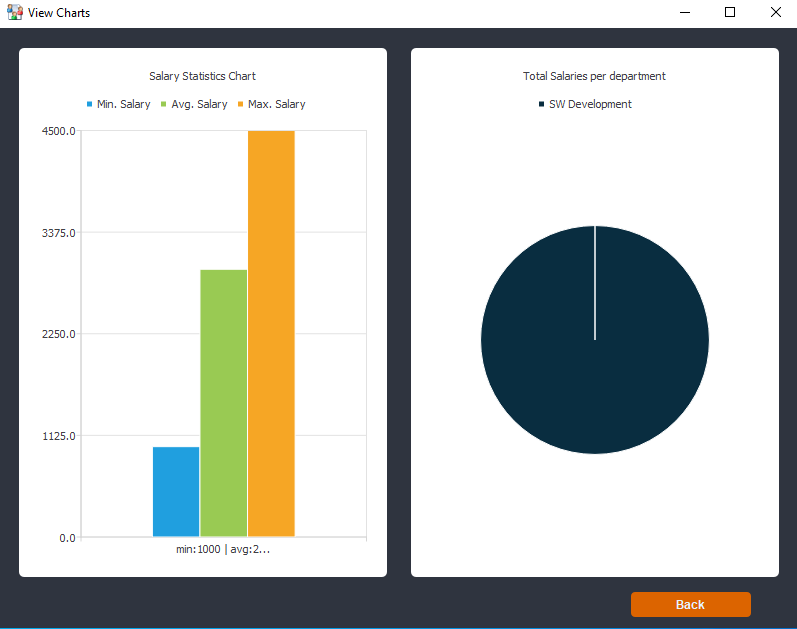 View Charts
Salary Statistics Chart
Min. Salary Avg. Salary Max. Salary
4500.0
3375.0
2250.0
1125.0
0.0
min:1000 | avg:2...
Total Salaries per department
SW Development
Back